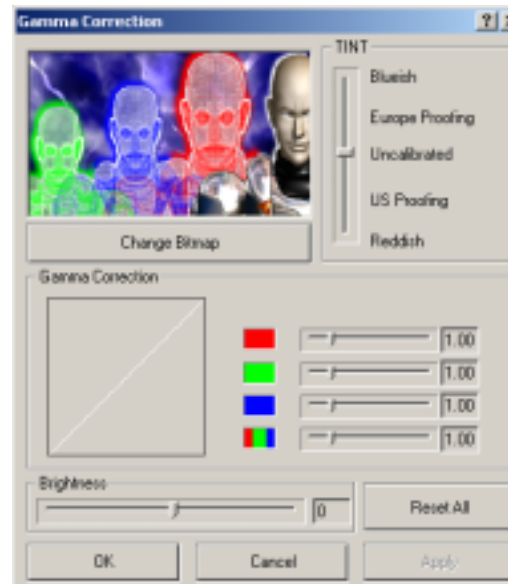 Gamma Correction
TINT
Blueish
Europe Proofing
Uncalibrated
US Proofing
Reddish
Change Bitmap
Gamma Correction
1.00
1.00
1.00
1.00
Brightness
0
Reset All
OK
Cancel
Apply